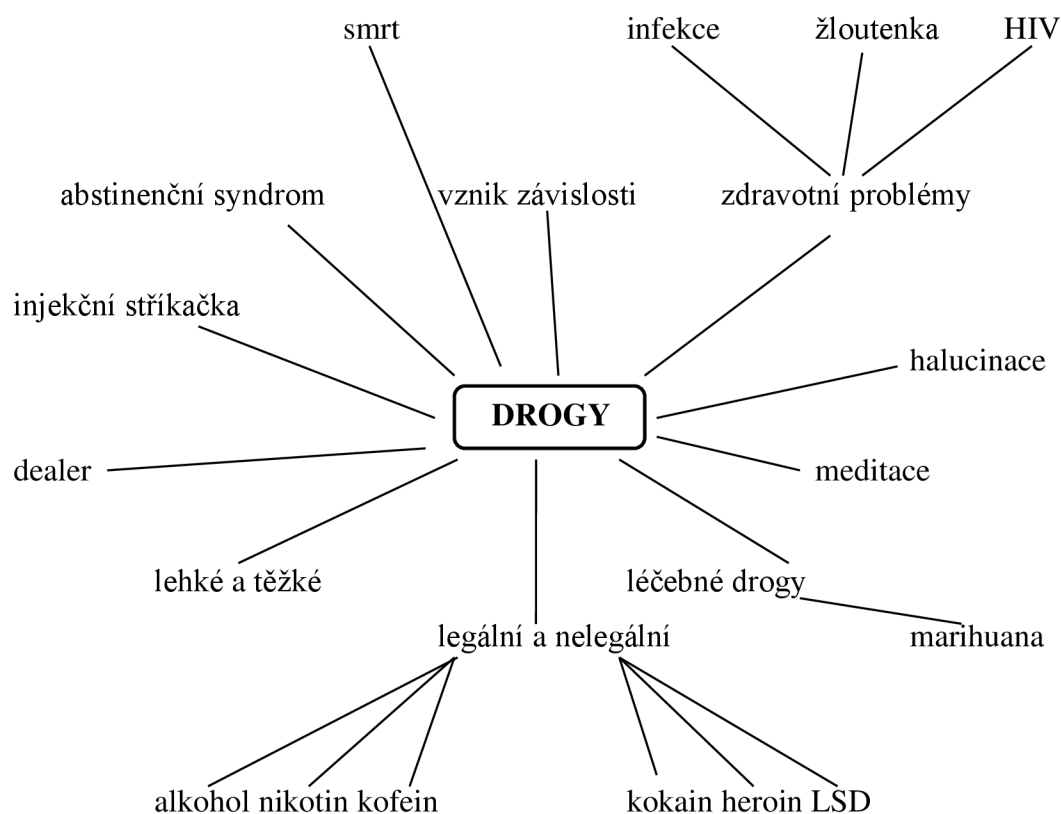 smrt infekce žloutenka HIV
abstinenční syndrom vznik závislosti zdravotní problémy
injekční stříkačka
halucinace
DROGY
dealer meditace
lehké a těžké léčebné drogy
legální a nelegální marihuana
alkohol nikotin kofein kokain heroin LSD